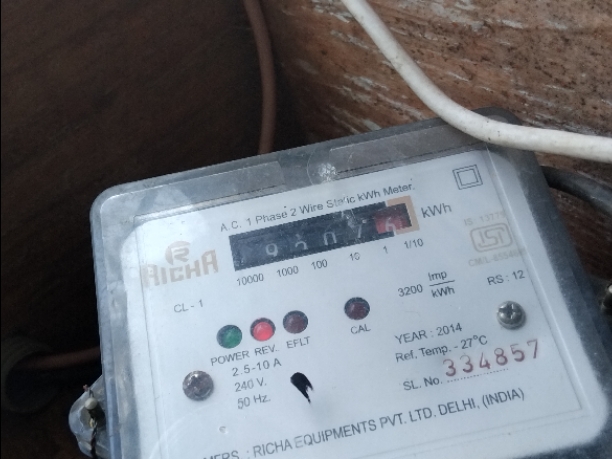 A.C. 1 Phase 2 Wire Static kWh Meter.
RICHA
kWh
10000 1000 100 10 1 1/10
CL - 1
3200 Imp/kWh
RS : 12
POWER REV. EFLT
CAL
2.5-10 A
240 V.
50 Hz.
YEAR : 2014
Ref. Temp. - 27°C
SL. No. 334857
: RICHA EQUIPMENTS PVT. LTD. DELHI, (INDIA)